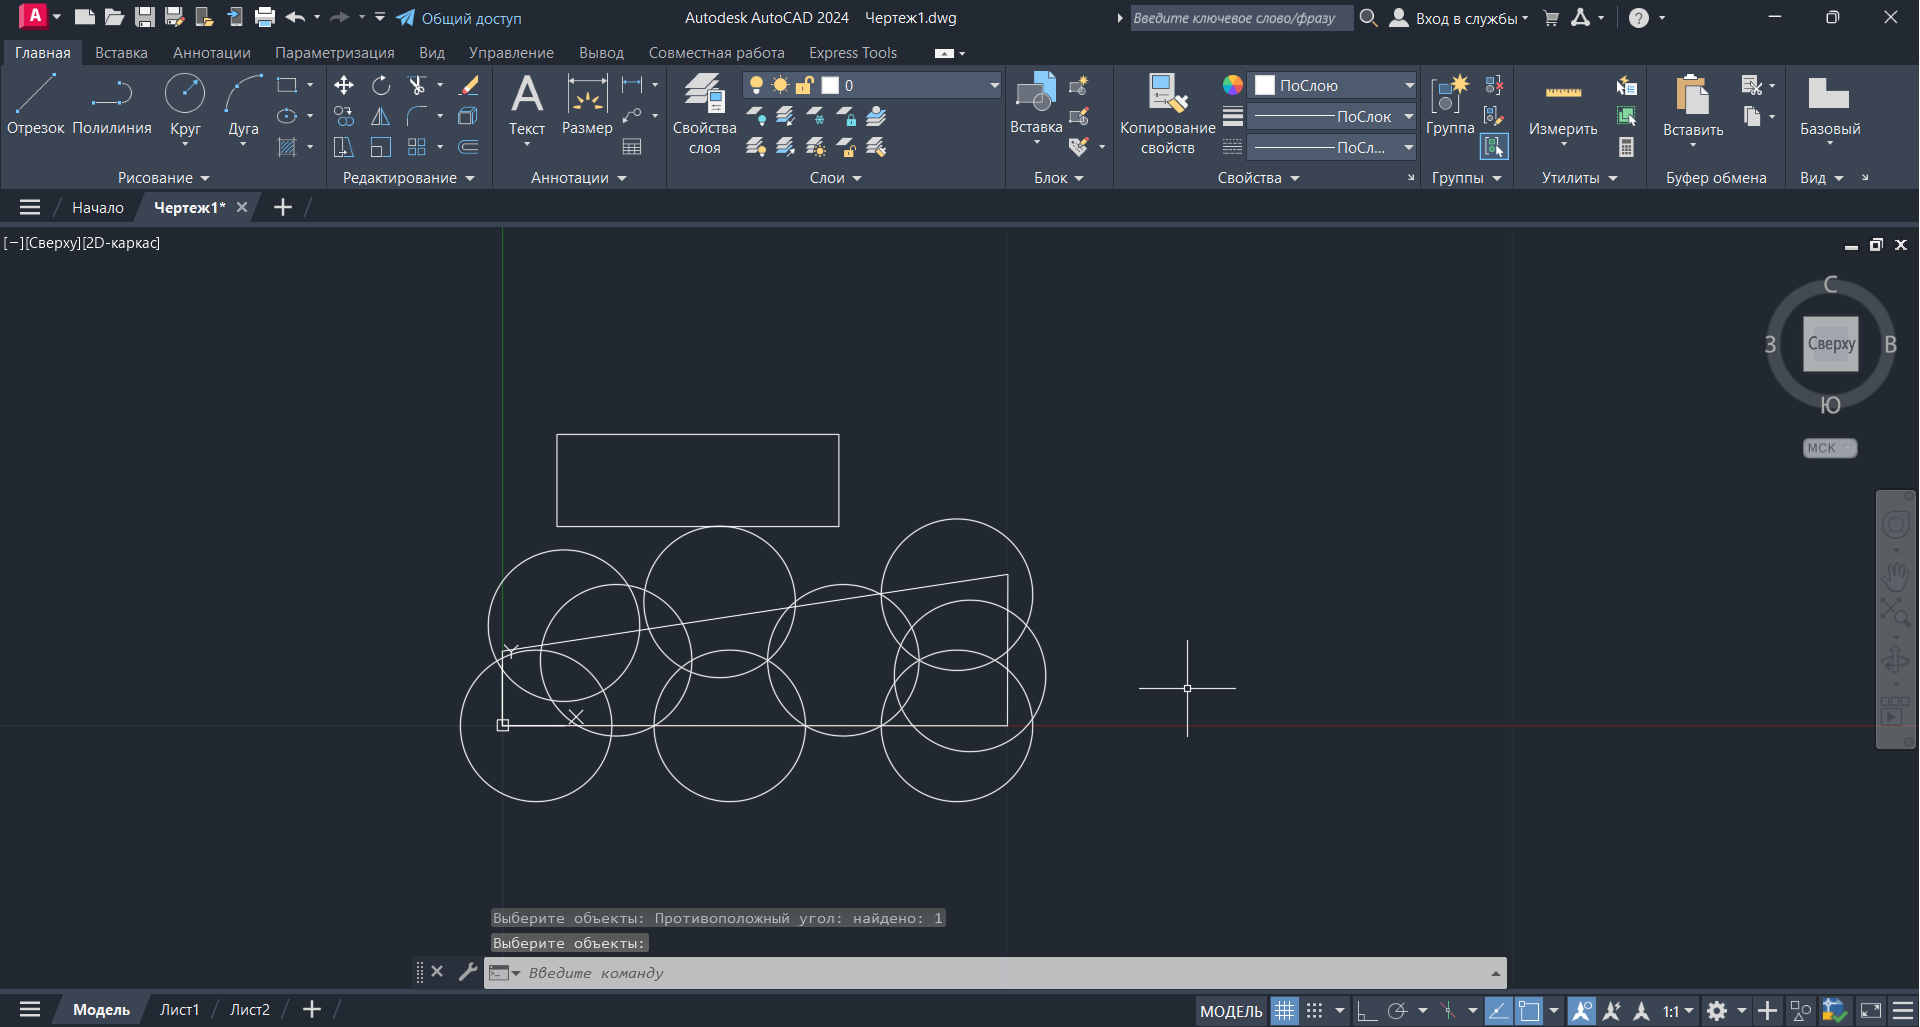 A
Общий доступ
Autodesk AutoCAD 2024 Чертеж1.dwg
Введите ключевое слово/фразу
Вход в службы
?
Главная Вставка Аннотации Параметризация Вид Управление Вывод Совместная работа Express Tools
Отрезок Полилиния Круг Дуга
Рисование
Редактирование
A
Текст Размер
Аннотации
Свойства
слоя
0
Слои
Вставка
Блок
Копирование
свойств
ПоСлою
ПоСлок
ПоСл...
Свойства
Группа
Группы
Измерить
Утилиты
Вставить
Буфер обмена
Базовый
Вид
Начало Чертеж1*
[−][Сверху][2D-каркас]
С
З Сверху В
Ю
МСК
Y
X
Выберите объекты: Противоположный угол: найдено: 1
Выберите объекты:
Введите команду
Модель Лист1 Лист2
МОДЕЛЬ
1:1